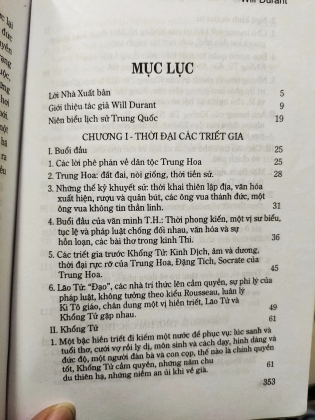 Will Durant
MỤC LỤC
Lời Nhà Xuất bản 5
Giới thiệu tác giả Will Durant 9
Niên biểu lịch sử Trung Quốc 19
CHƯƠNG I - THỜI ĐẠI CÁC TRIẾT GIA
I. Buổi đầu 25
1. Các lời phê phán về dân tộc Trung Hoa 25
2. Trung Hoa: đất đai, nòi giống, thời tiền sử. 28
3. Những thế kỷ khuyết sử: thời khai thiên lập địa, văn hóa
xuất hiện, rượu và quản bút, các ông vua thánh đức, một
ông vua không tin thần linh. 31
4. Buổi đầu của văn minh T.H.: Thời phong kiến, một vị sư biểu,
tục lệ và pháp luật chống đối nhau, văn hóa và sự
hỗn loạn, các bài thơ trong kinh Thi. 36
5. Các triết gia trước Khổng Tử: Kinh Dịch, âm và dương,
thời đại rực rỡ của Trung Hoa, Đặng Tích, Socrate của
Trung Hoa. 45
6. Lão Tử: "Đạo", các nhà trí thức lên cầm quyền, sự phi lý của
pháp luật, không tưởng theo kiểu Rousseau, luân lý
Ki Tô giáo, chân dung một vị hiền triết, Lão Tử và
Khổng Tử gặp nhau. 49
II. Khổng Tử 61
1. Một bậc hiền triết đi kiếm một nước để phục vụ: lúc sanh và
tuổi thơ, cưới vợ rồi ly dị, môn sinh và cách dạy, hình dáng và
đức độ, một người đàn bà và con cọp, thế nào là chính quyền
tốt, Khổng Tử cầm quyền, những năm chu
du thiên hạ, những niềm an ủi khi về già. 61
353